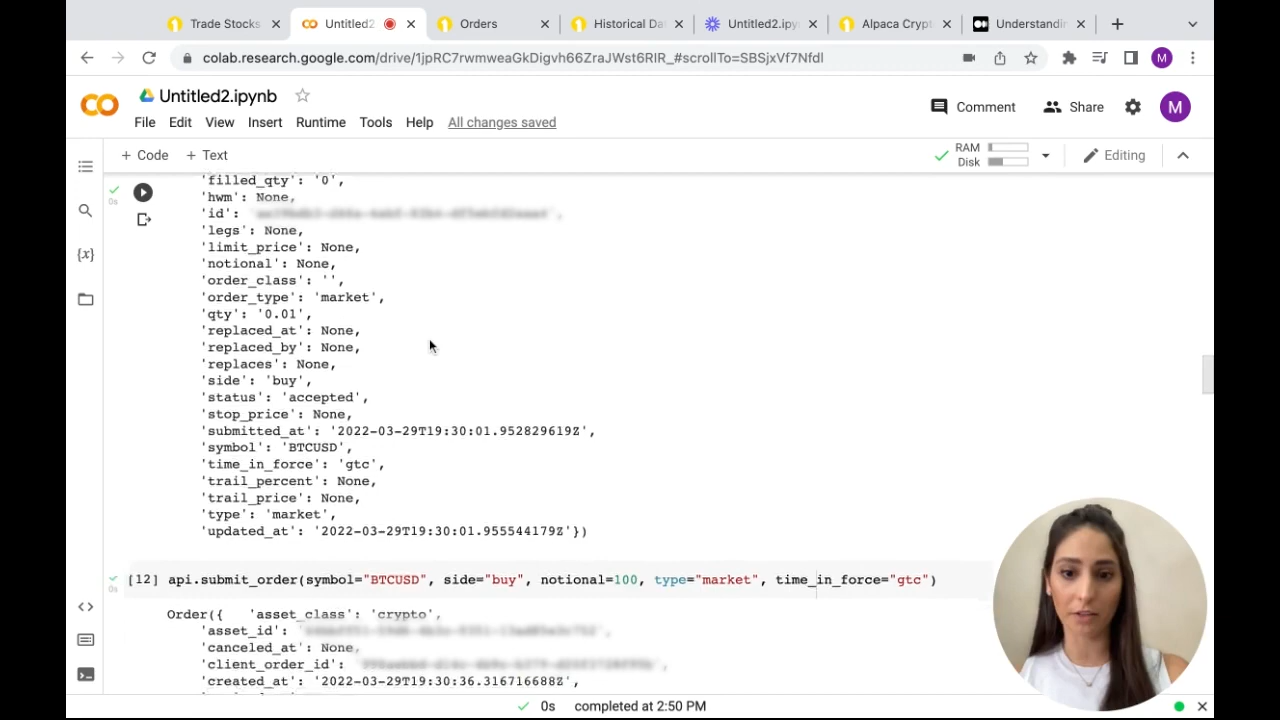 Trade Stocks
Untitled2
Orders
Historical Da
Untitled2.ipy
Alpaca Crypt
Understandin
colab.research.google.com/drive/1jpRC7rwmweaGkDigvh66ZraJWst6RIR_#scrollTo=SBSjxVf7Nfdl
M
Untitled2.ipynb
Comment
Share
M
File Edit View Insert Runtime Tools Help All changes saved
+ Code + Text
RAM
Disk
Editing
'filled_qty': '0',
0s
'hwm': None,
'id':
'legs': None,
{x}
'limit_price': None,
'notional': None,
'order_class': '',
'order_type': 'market',
'qty': '0.01',
'replaced_at': None,
'replaced_by': None,
'replaces': None,
'side': 'buy',
'status': 'accepted',
'stop_price': None,
'submitted_at': '2022-03-29T19:30:01.952829619Z',
'symbol': 'BTCUSD',
'time_in_force': 'gtc',
'trail_percent': None,
'trail_price': None,
'type': 'market',
'updated_at': '2022-03-29T19:30:01.955544179Z'})
[12] api.submit_order(symbol="BTCUSD", side="buy", notional=100, type="market", time_in_force="gtc")
0s
Order({ 'asset_class': 'crypto',
'asset_id':
'canceled_at': None,
'client_order_id':
'created_at': '2022-03-29T19:30:36.316716688Z',
0s completed at 2:50 PM